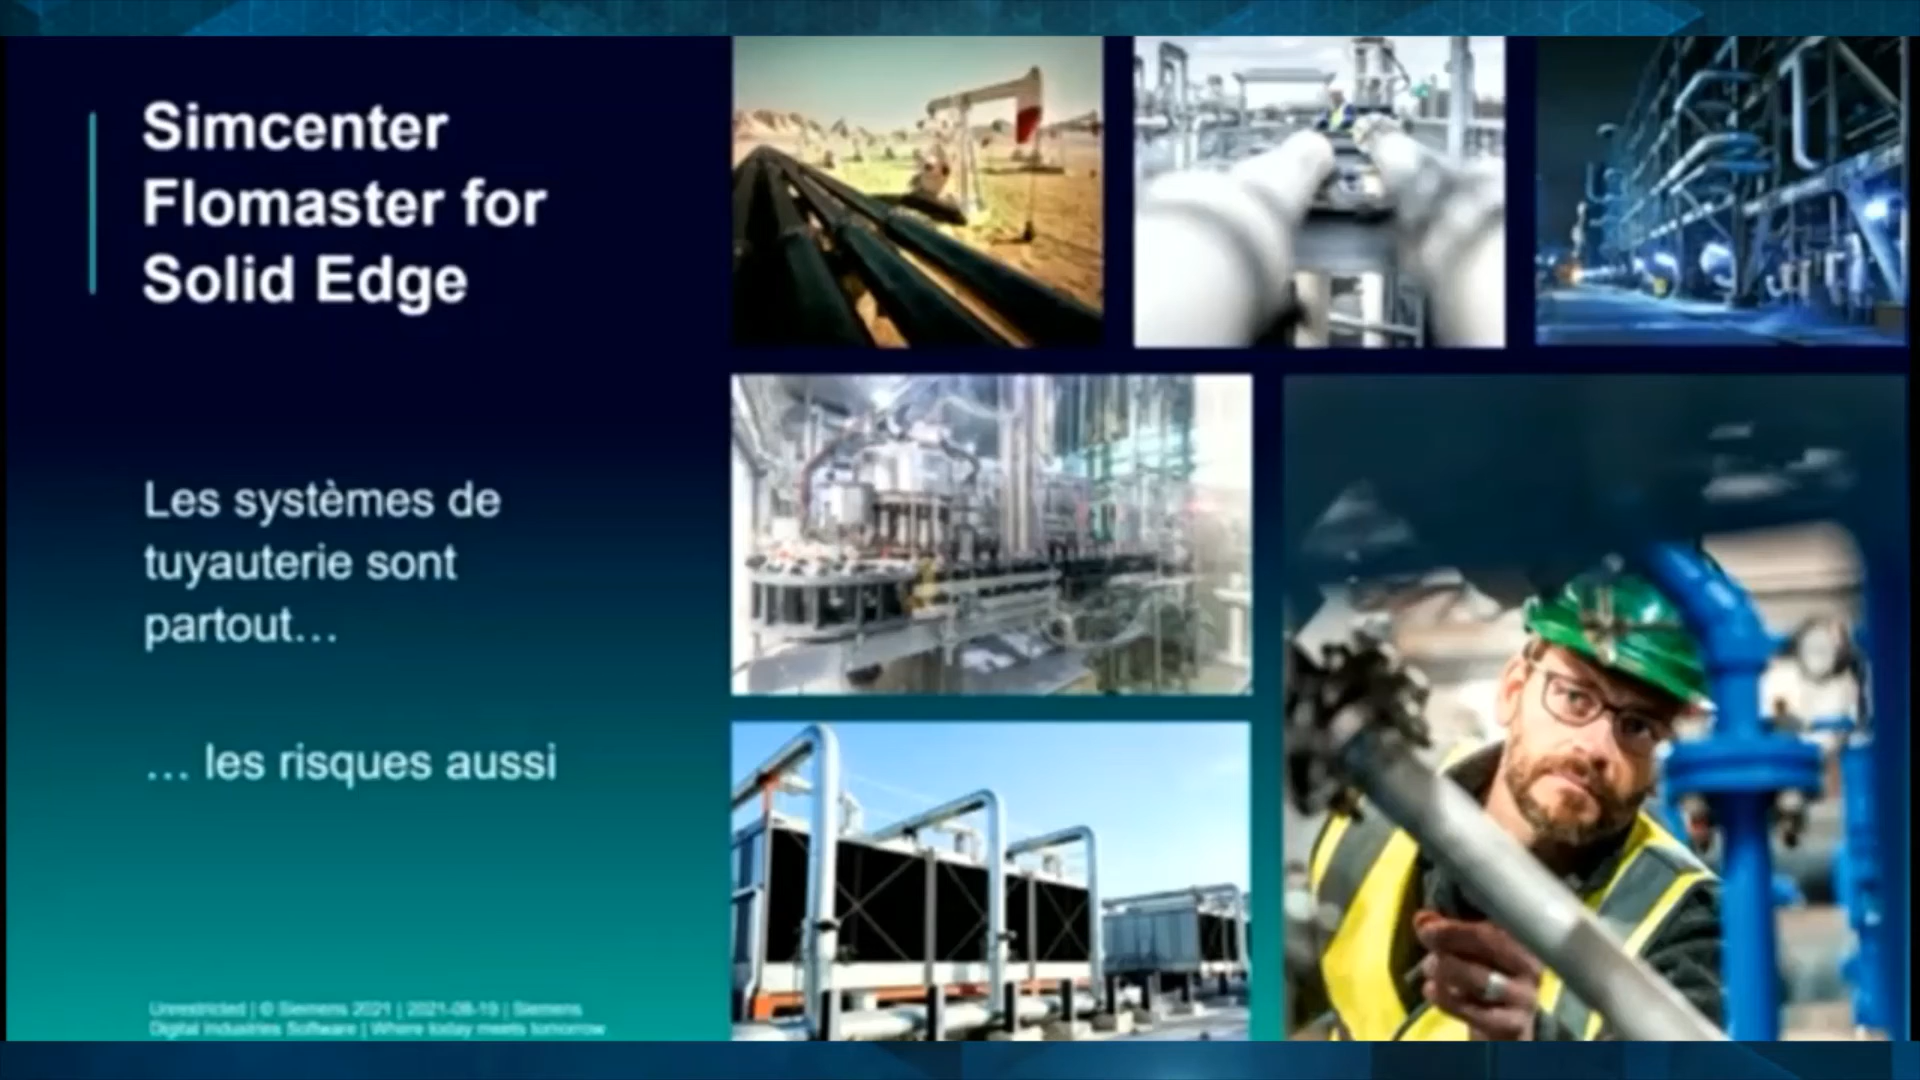 Simcenter
Flomaster for
Solid Edge
Les systèmes de
tuyauterie sont
partout…
… les risques aussi
Unrestricted | © Siemens 2021 | 2021-08-19 | Siemens
Digital Industries Software | Where today meets tomorrow